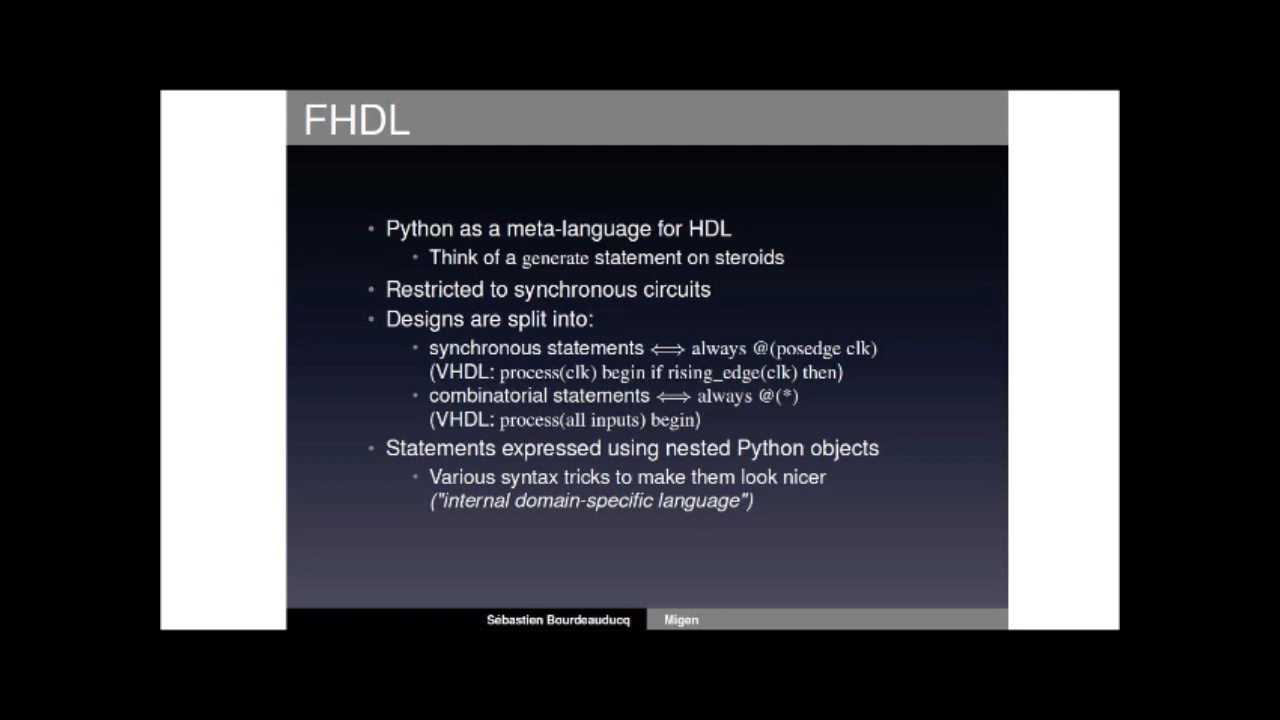 FHDL
• Python as a meta-language for HDL
• Think of a generate statement on steroids
• Restricted to synchronous circuits
• Designs are split into:
• synchronous statements ⟺ always @(posedge clk)
(VHDL: process(clk) begin if rising_edge(clk) then)
• combinatorial statements ⟺ always @(*)
(VHDL: process(all inputs) begin)
• Statements expressed using nested Python objects
• Various syntax tricks to make them look nicer
("internal domain-specific language")
Sébastien Bourdeauducq Migen